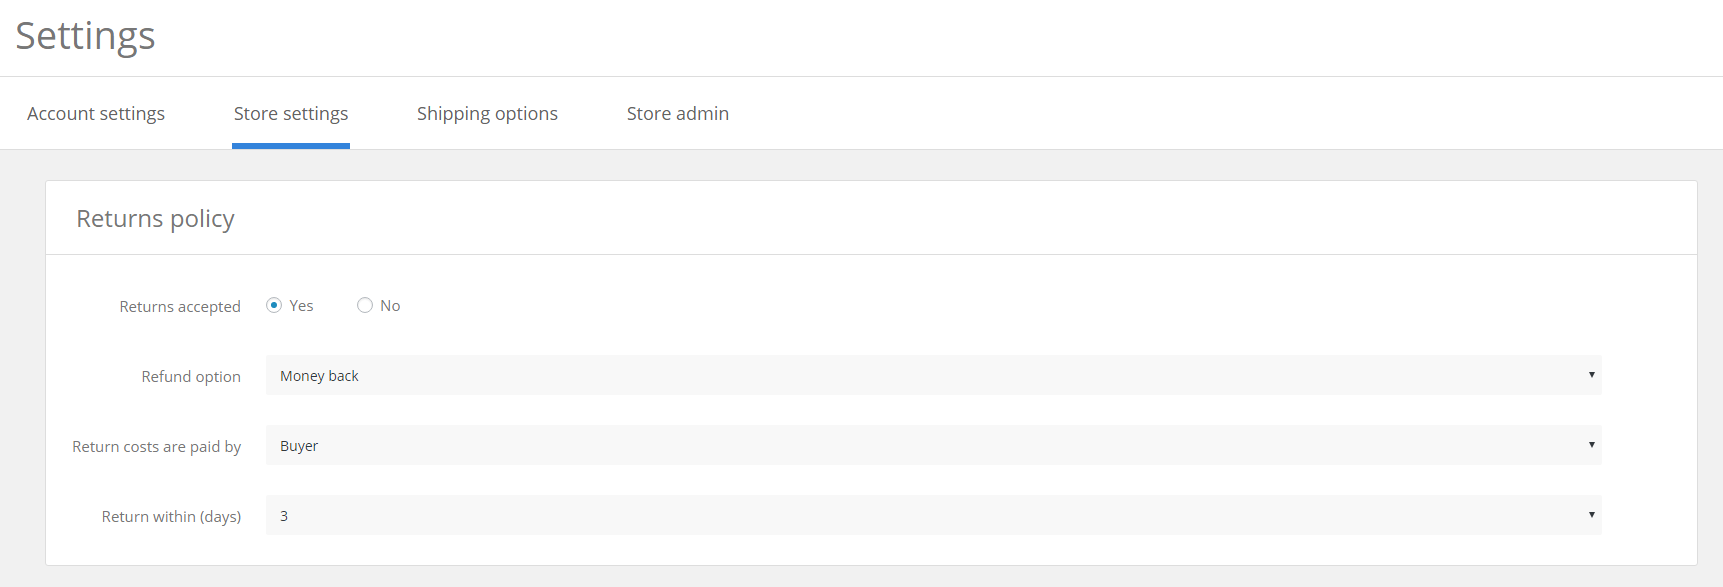 Settings
Account settings Store settings Shipping options Store admin
Returns policy
Returns accepted Yes No
Refund option Money back
Return costs are paid by Buyer
Return within (days) 3